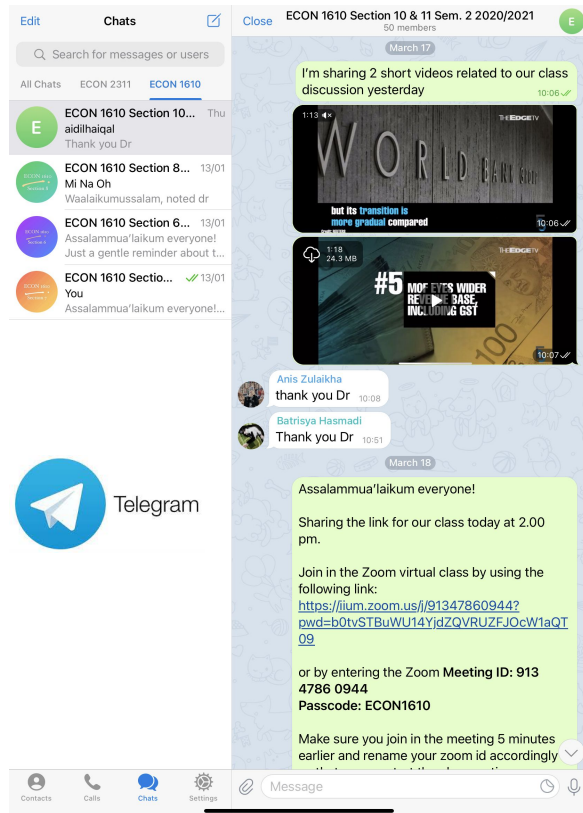 Edit
Chats
Search for messages or users
All Chats
ECON 2311
ECON 1610
E
ECON 1610 Section 10...
Thu
aidilhaiqal
Thank you Dr
ECON 1610 Section 8...
13/01
Mi Na Oh
Waalaikumussalam, noted dr
ECON 1610 Section 6...
13/01
Assalammua'laikum everyone!
Just a gentle reminder about t...
ECON 1610 Sectio...
13/01
You
Assalammua'laikum everyone!...
Telegram
Contacts
Calls
Chats
Settings
Close
ECON 1610 Section 10 & 11 Sem. 2 2020/2021
50 members
E
March 17
I'm sharing 2 short videos related to our class
discussion yesterday
10:06
1:13
THE EDGE TV
WORLD BANK GROUP
but its transition is
more gradual compared
10:06
1:18
24.3 MB
THE EDGE TV
#5
MOF EYES WIDER
REVENUE BASE,
INCLUDING GST
100
10:07
Anis Zulaikha
thank you Dr
10:08
Batrisya Hasmadi
Thank you Dr
10:51
March 18
Assalammua'laikum everyone!
Sharing the link for our class today at 2.00
pm.
Join in the Zoom virtual class by using the
following link:
https://iium.zoom.us/j/91347860944?
pwd=b0tvSTBuWU14YjdZQVRUZFJOcW1aQT
09
or by entering the Zoom Meeting ID: 913
4786 0944
Passcode: ECON1610
Make sure you join in the meeting 5 minutes
earlier and rename your zoom id accordingly
Message